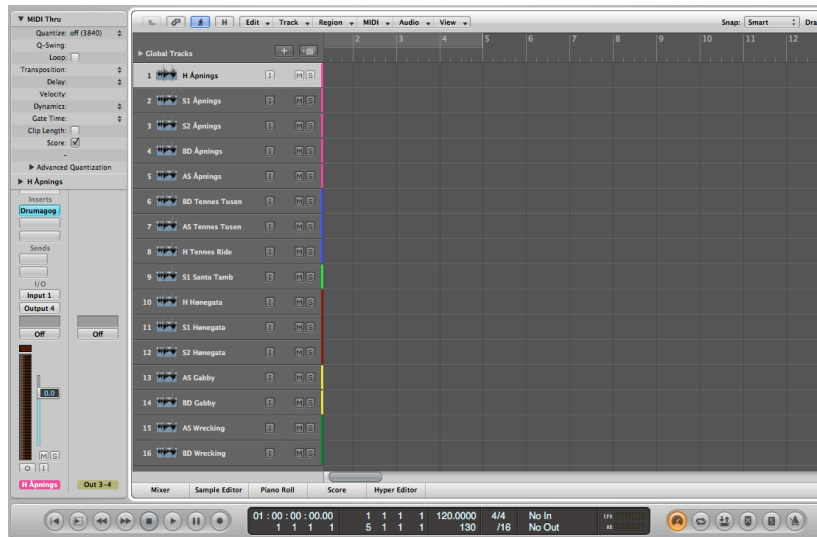 MIDI Thru
Quantize: off (3840)
Q-Swing:
Loop:
Transposition:
Delay:
Velocity:
Dynamics:
Gate Time:
Clip Length:
Score:
-
Advanced Quantization
H Åpnings
Inserts
Drumagog
Sends
I/O
Input 1
Output 4
Off Off
0.0
M S
O I
H Åpnings Out 3-4
H Edit Track Region MIDI Audio View Snap: Smart Dra
Global Tracks
2 3 4 5 6 7 8 9 10 11 12
1 H Åpnings I M S
2 S1 Åpnings I M S
3 S2 Åpnings I M S
4 BD Åpnings I M S
5 AS Åpnings I M S
6 BD Tennes Tusen I M S
7 AS Tennes Tusen I M S
8 H Tennes Ride I M S
9 S1 Santa Tamb I M S
10 H Hønegata I M S
11 S1 Hønegata I M S
12 S2 Hønegata I M S
13 AS Gabby I M S
14 BD Gabby I M S
15 AS Wrecking I M S
16 BD Wrecking I M S
Mixer Sample Editor Piano Roll Score Hyper Editor
01 : 00 : 00 : 00.00 1 1 1 1 120.0000 4/4 No In CPU
1 1 1 1 5 1 1 1 130 /16 No Out HD